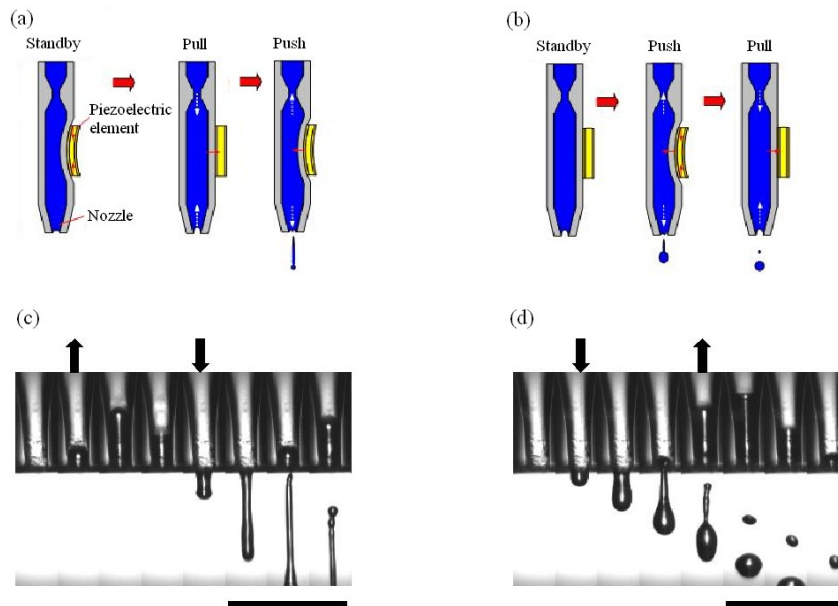 (a)
Standby
Pull
Push
Piezoelectric
element
Nozzle
(b)
Standby
Push
Pull
(c)
(d)